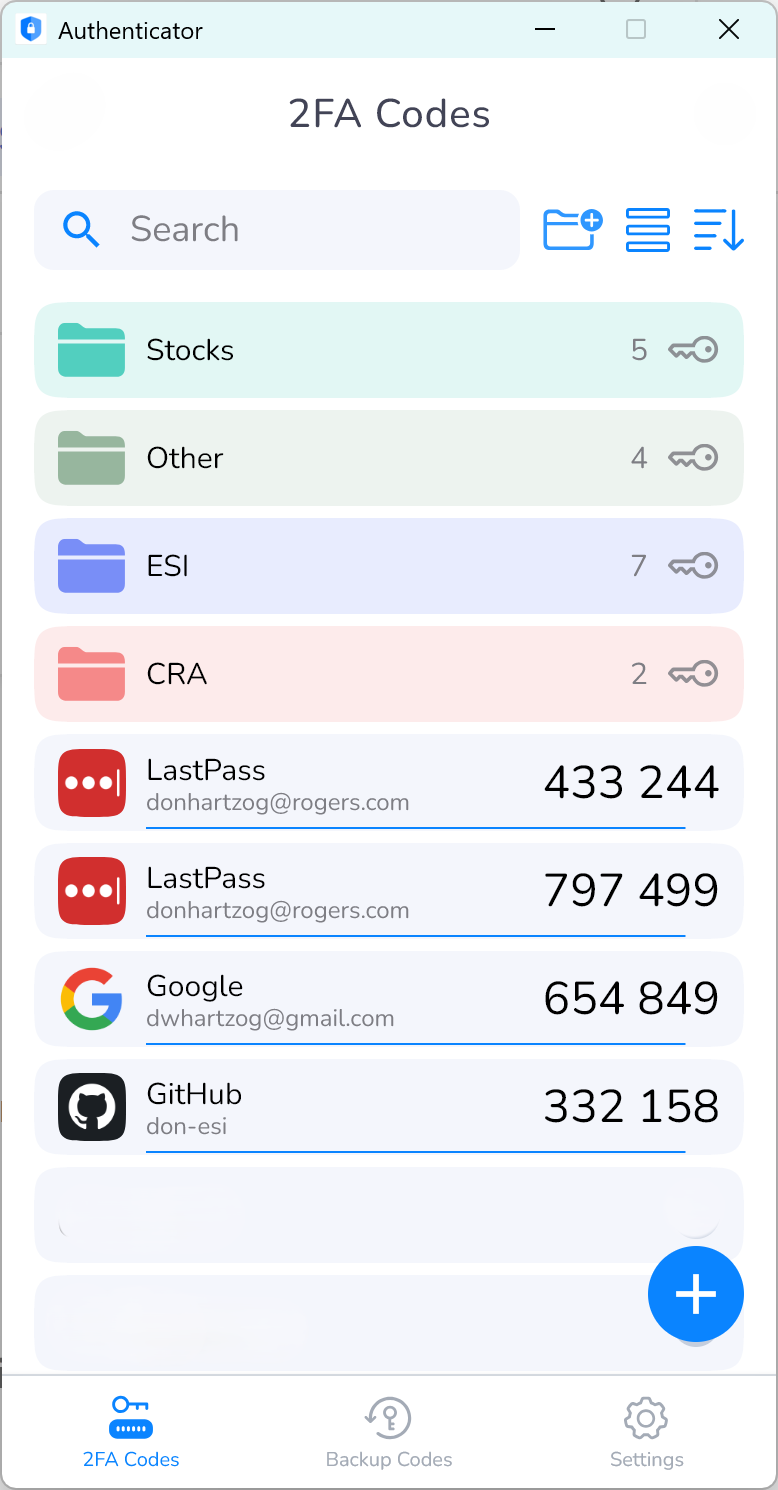 Authenticator
2FA Codes
Search
Stocks 5
Other 4
ESI 7
CRA 2
LastPass
donhartzog@rogers.com
433 244
LastPass
donhartzog@rogers.com
797 499
Google
dwhartzog@gmail.com
654 849
GitHub
don-esi
332 158
2FA Codes
Backup Codes
Settings